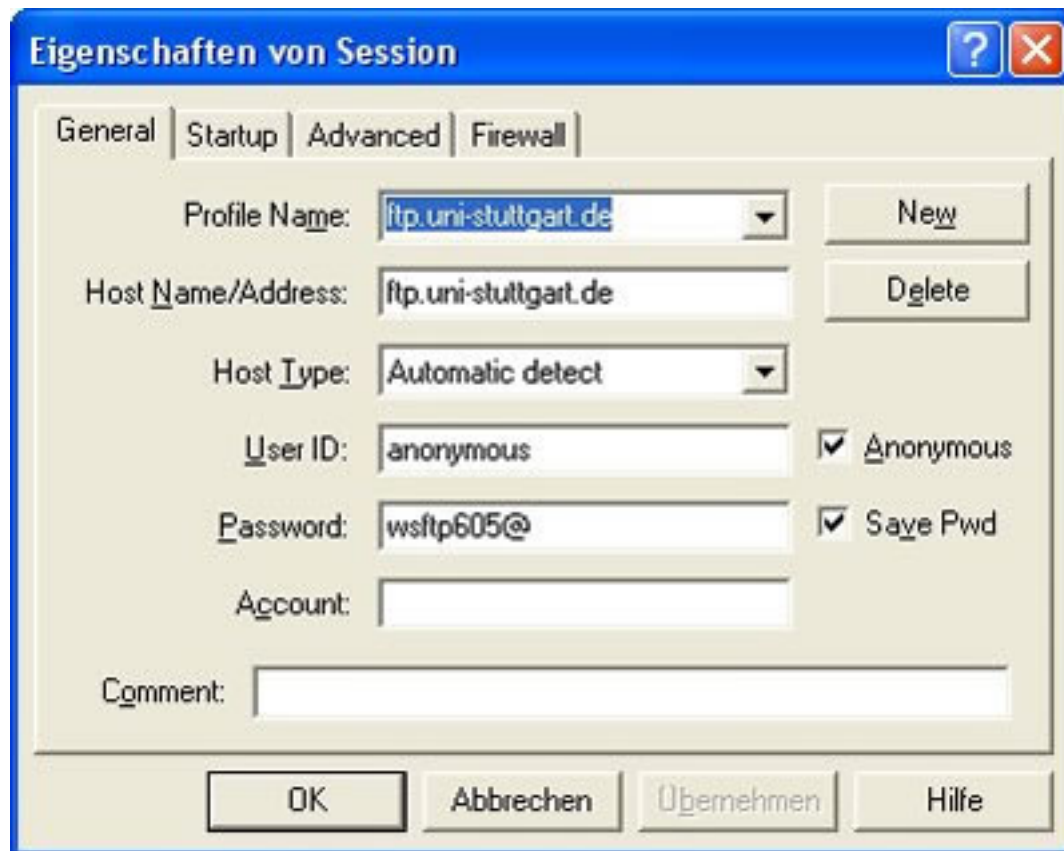 Eigenschaften von Session
General Startup Advanced Firewall
Profile Name: ftp.uni-stuttgart.de New
Host Name/Address: ftp.uni-stuttgart.de Delete
Host Type: Automatic detect
User ID: anonymous Anonymous
Password: wsftp605@ Save Pwd
Account:
Comment:
OK Abbrechen Übernehmen Hilfe